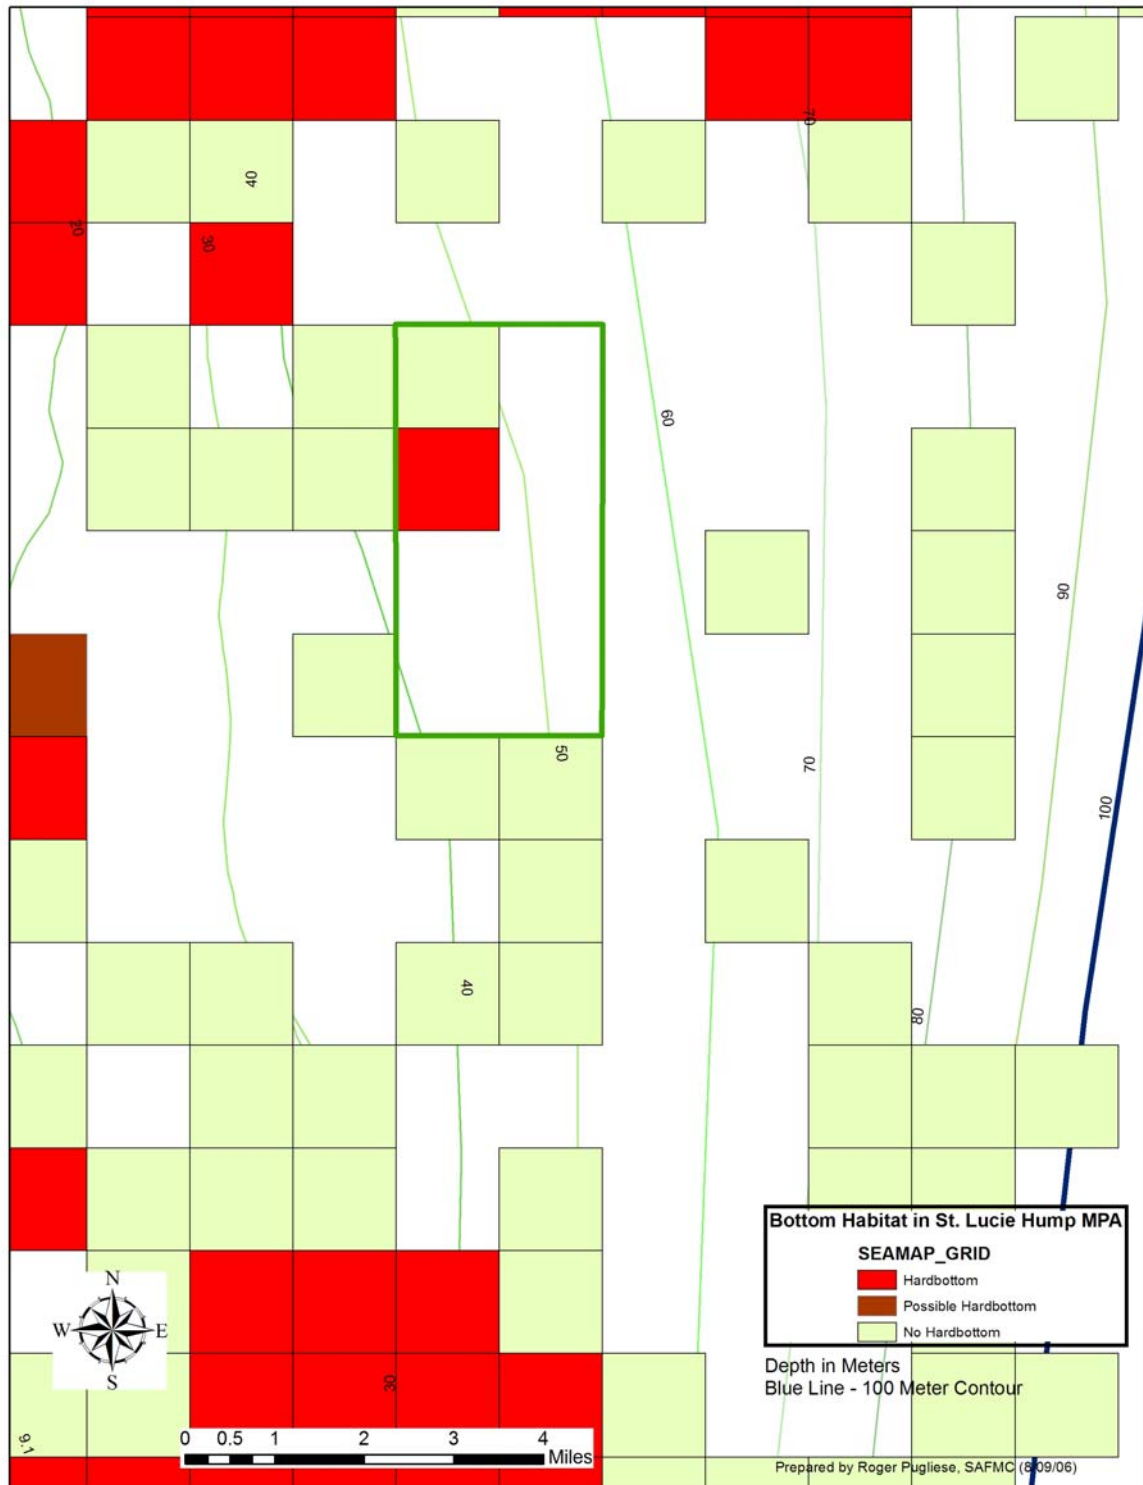 70
40
20
30
60
90
50
70
100
40
80
Bottom Habitat in St. Lucie Hump MPA
SEAMAP_GRID
Hardbottom
Possible Hardbottom
No Hardbottom
N
W E
S
Depth in Meters
Blue Line - 100 Meter Contour
30
9.1
0 0.5 1 2 3 4
Miles
Prepared by Roger Pugliese, SAFMC (8/09/06)